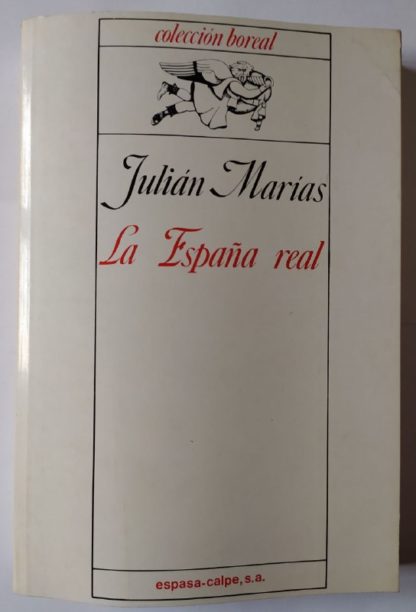 colección boreal
Julián Marías
La España real
espasa-calpe, s.a.